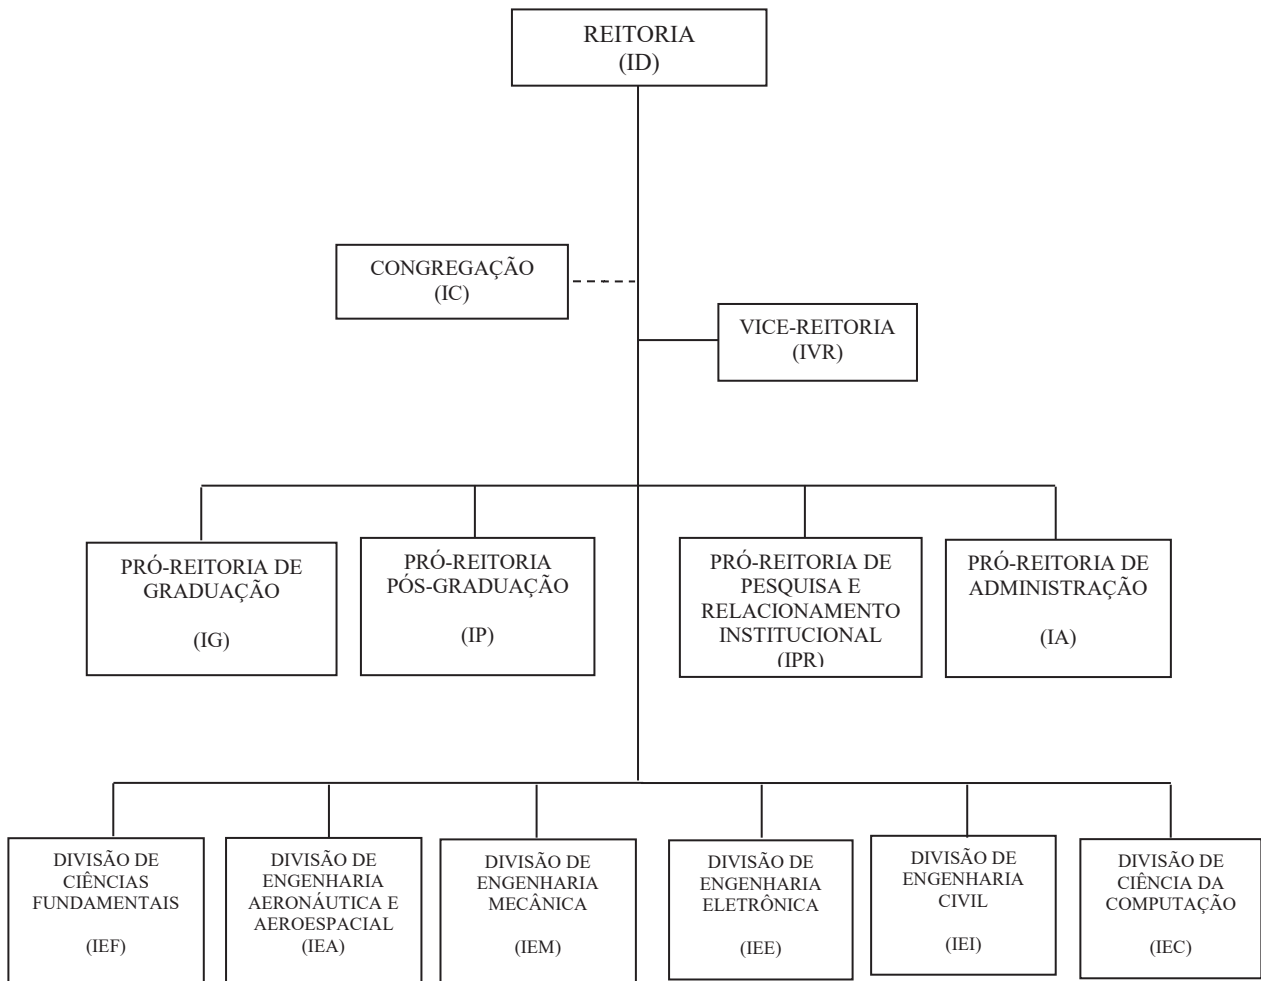 REITORIA
(ID)
CONGREGAÇÃO
(IC)
VICE-REITORIA
(IVR)
PRÓ-REITORIA DE
GRADUAÇÃO
(IG)
PRÓ-REITORIA
PÓS-GRADUAÇÃO
(IP)
PRÓ-REITORIA DE
PESQUISA E
RELACIONAMENTO
INSTITUCIONAL
(IPR)
PRÓ-REITORIA DE
ADMINISTRAÇÃO
(IA)
DIVISÃO DE
CIÊNCIAS
FUNDAMENTAIS
(IEF)
DIVISÃO DE
ENGENHARIA
AERONÁUTICA E
AEROESPACIAL
(IEA)
DIVISÃO DE
ENGENHARIA
MECÂNICA
(IEM)
DIVISÃO DE
ENGENHARIA
ELETRÔNICA
(IEE)
DIVISÃO DE
ENGENHARIA
CIVIL
(IEI)
DIVISÃO DE
CIÊNCIA DA
COMPUTAÇÃO
(IEC)